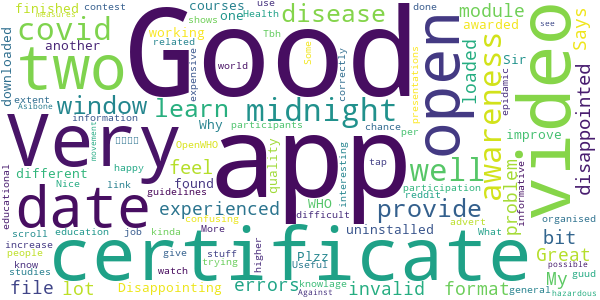 Good
app
Very
certificate
video
open
date
two
midnight
covid
awareness
well
learn
window
disease
provide
module
feel
format
file
lot
errors
invalid
bit
Great
My
problem
experienced
disappointed
loaded
Says
improve
uninstalled
working
courses
finished
another
one
use
contest
measures
Health
shows
related
expensive
Tbh
Some
world
done
awarded
Sir
extent
Asibone
epidamic
see
downloaded
different
Nice
link
educational
scroll
increase
people
know
studies
education
job
kinda
movement
information
Why
participants
OpenWHO
guidelines
found
quality
WHO
difficult
confusing
happy
watch
give
trying
stuff
More
higher
Disappointing
Useful
Against
Plzz
knowlage
interesting
correctly
chance
tap
per
participation
reddit
advert
What
presentations
informative
organised
possible
guud
general
hazardous